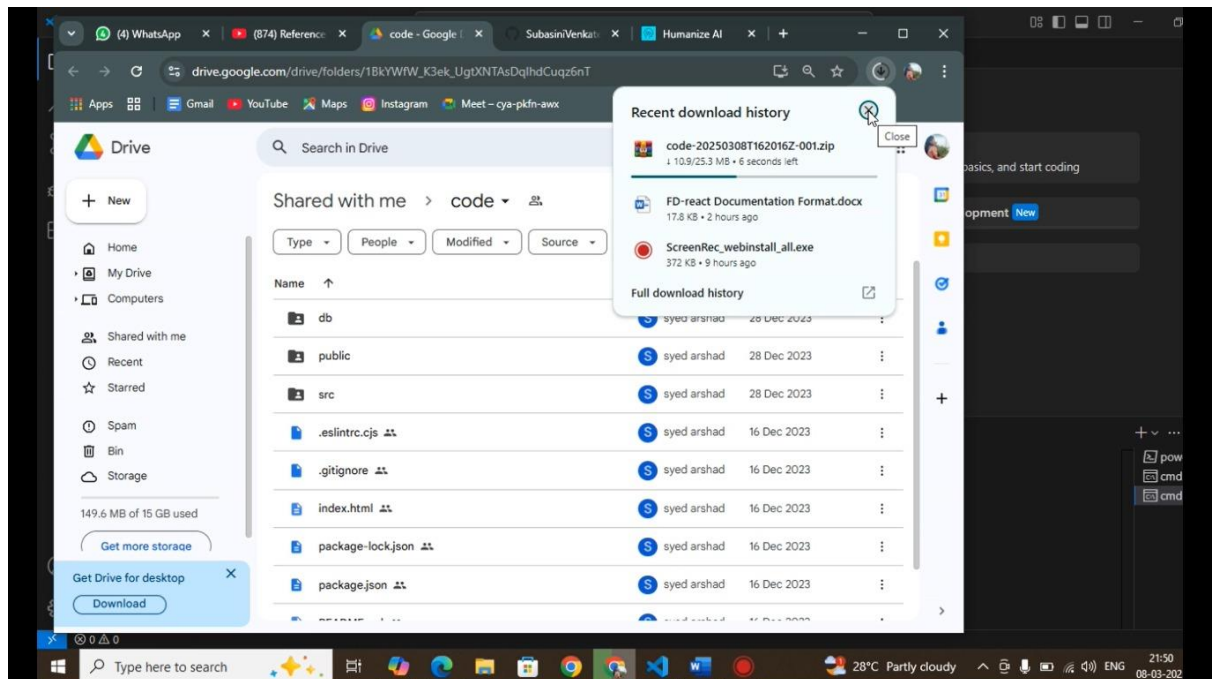 (4) WhatsApp
(874) Reference
code - Google
SubasiniVenkat
Humanize AI
drive.google.com/drive/folders/1BkYWfW_K3ek_UgtXNTAsDqlhdCuqz6nT
Apps
Gmail
YouTube
Maps
Instagram
Meet – cya-pkfn-awx
Recent download history
Close
code-20250308T162016Z-001.zip
↓ 10.9/25.3 MB • 6 seconds left
FD-react Documentation Format.docx
17.8 KB • 2 hours ago
ScreenRec_webinstall_all.exe
372 KB • 9 hours ago
Full download history
Drive
Search in Drive
+ New
Home
My Drive
Computers
Shared with me
Recent
Starred
Spam
Bin
Storage
149.6 MB of 15 GB used
Get more storage
Get Drive for desktop
Download
Shared with me > code
Type People Modified Source
Name
db syed arshad 28 Dec 2023
public syed arshad 28 Dec 2023
src syed arshad 28 Dec 2023
.eslintrc.cjs syed arshad 16 Dec 2023
.gitignore syed arshad 16 Dec 2023
index.html syed arshad 16 Dec 2023
package-lock.json syed arshad 16 Dec 2023
package.json syed arshad 16 Dec 2023
basics, and start coding
opment New
pow
cmd
cmd
0 0
Type here to search
28°C Partly cloudy
ENG
21:50
08-03-202